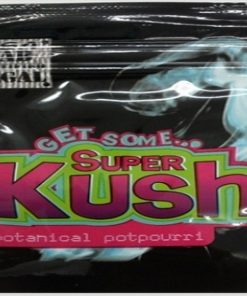 GET SOME...
SUPER
Kush
botanical potpourri